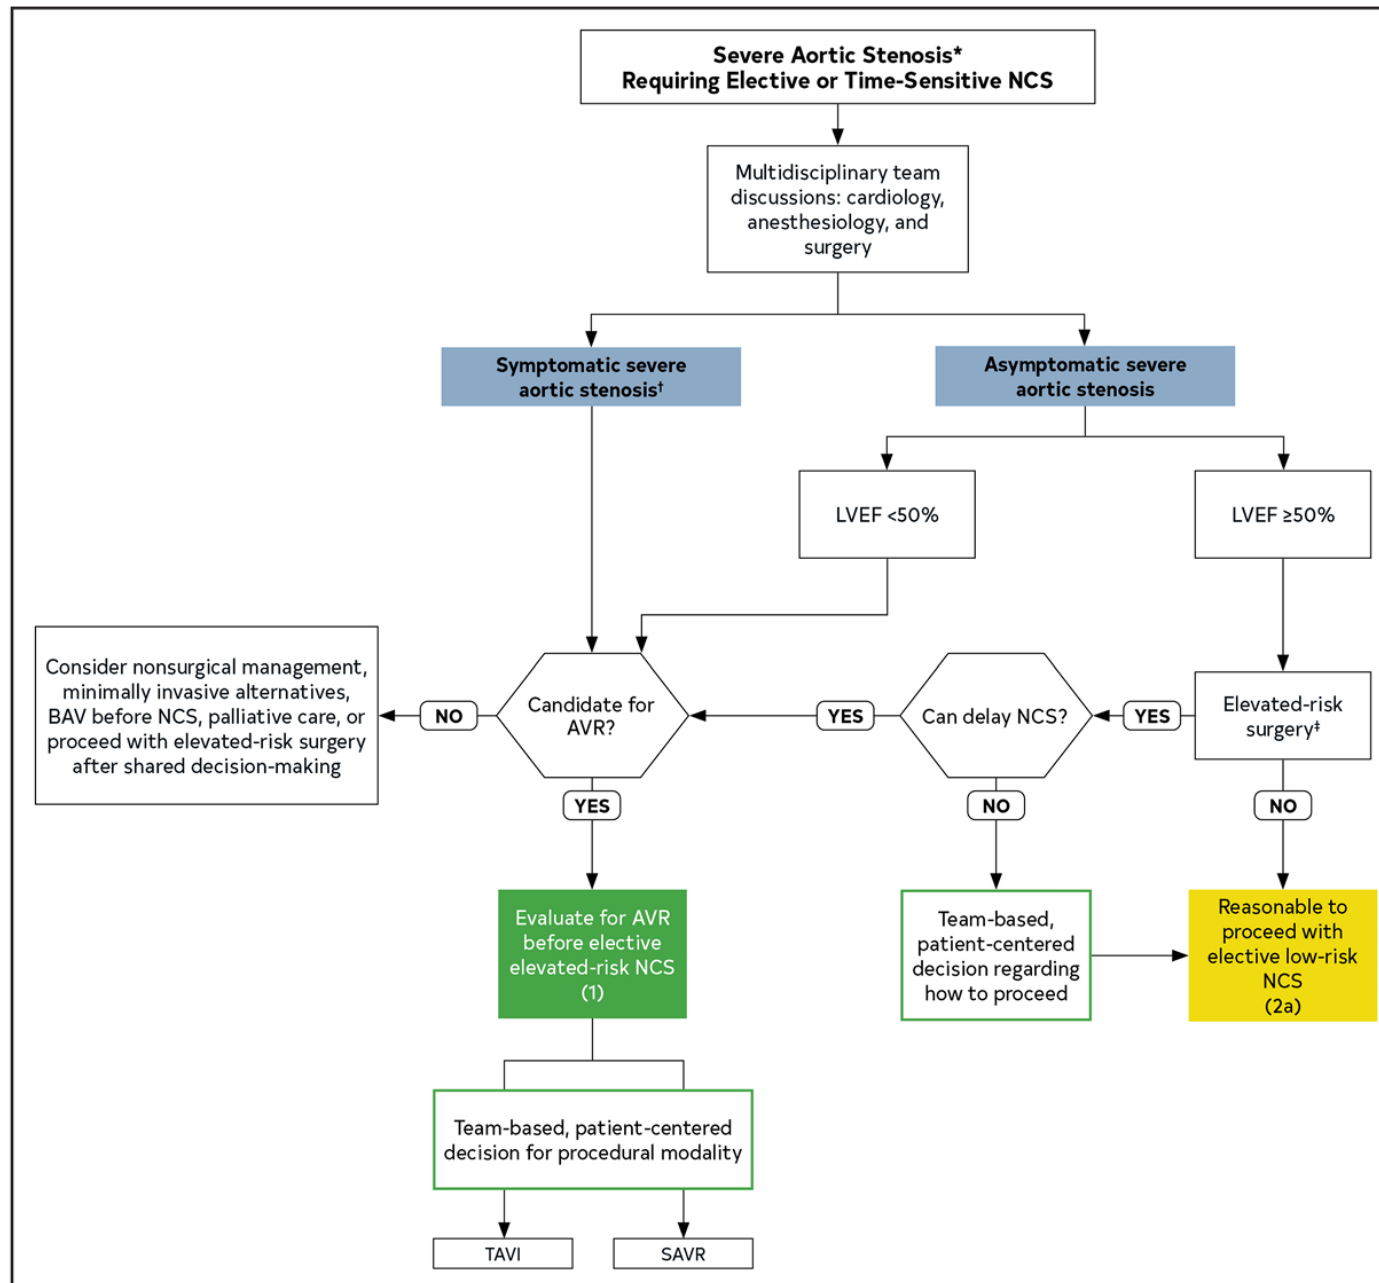 Severe Aortic Stenosis*
Requiring Elective or Time-Sensitive NCS
Multidisciplinary team
discussions: cardiology,
anesthesiology, and
surgery
Symptomatic severe
aortic stenosis†
Asymptomatic severe
aortic stenosis
LVEF <50%
LVEF ≥50%
Consider nonsurgical management,
minimally invasive alternatives,
BAV before NCS, palliative care, or
proceed with elevated-risk surgery
after shared decision-making
NO
Candidate for
AVR?
YES
Can delay NCS?
YES
Elevated-risk
surgery‡
YES
NO
NO
Evaluate for AVR
before elective
elevated-risk NCS
(1)
Team-based,
patient-centered
decision regarding
how to proceed
Reasonable to
proceed with
elective low-risk
NCS
(2a)
Team-based, patient-centered
decision for procedural modality
TAVI
SAVR